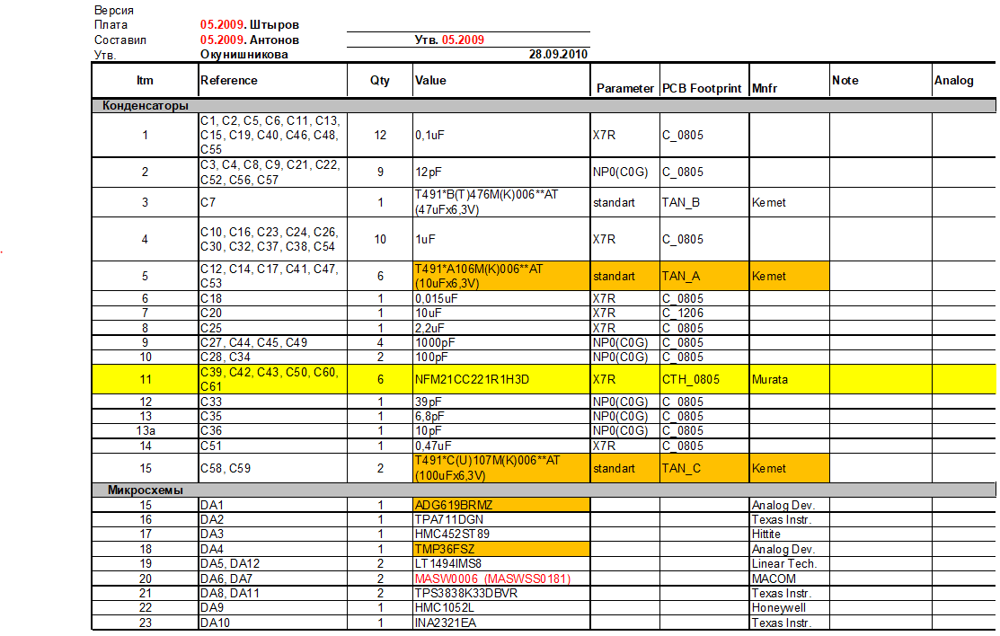 Версия
Плата 05.2009. Штыров
Составил 05.2009. Антонов Утв. 05.2009
Утв. Окунишникова 28.09.2010
Itm Reference Qty Value Parameter PCB Footprint Mnfr Note Analog
Конденсаторы
1 C1, C2, C5, C6, C11, C13, C15, C19, C40, C46, C48, C55 12 0,1uF X7R C_0805
2 C3, C4, C8, C9, C21, C22, C52, C56, C57 9 12pF NP0(C0G) C_0805
3 C7 1 T491*B(T)476M(K)006**AT (47uFx6,3V) standart TAN_B Kemet
4 C10, C16, C23, C24, C26, C30, C32, C37, C38, C54 10 1uF X7R C_0805
5 C12, C14, C17, C41, C47, C53 6 T491*A106M(K)006**AT (10uFx6,3V) standart TAN_A Kemet
6 C18 1 0,015uF X7R C_0805
7 C20 1 10uF X7R C_1206
8 C25 1 2,2uF X7R C_0805
9 C27, C44, C45, C49 4 1000pF NP0(C0G) C_0805
10 C28, C34 2 100pF NP0(C0G) C_0805
11 C39, C42, C43, C50, C60, C61 6 NFM21CC221R1H3D X7R CTH_0805 Murata
12 C33 1 39pF NP0(C0G) C_0805
13 C35 1 6,8pF NP0(C0G) C_0805
13a C36 1 10pF NP0(C0G) C_0805
14 C51 1 0,47uF X7R C_0805
15 C58, C59 2 T491*C(U)107M(K)006**AT (100uFx6,3V) standart TAN_C Kemet
Микросхемы
15 DA1 1 ADG619BRMZ Analog Dev.
16 DA2 1 TPA711DGN Texas Instr.
17 DA3 1 HMC452ST89 Hittite
18 DA4 1 TMP36FSZ Analog Dev.
19 DA5, DA12 2 LT1494IMS8 Linear Tech.
20 DA6, DA7 2 MASW0006 (MASWSS0181) MACOM
21 DA8, DA11 2 TPS3838K33DBVR Texas Instr.
22 DA9 1 HMC1052L Honeywell
23 DA10 1 INA2321EA Texas Instr.